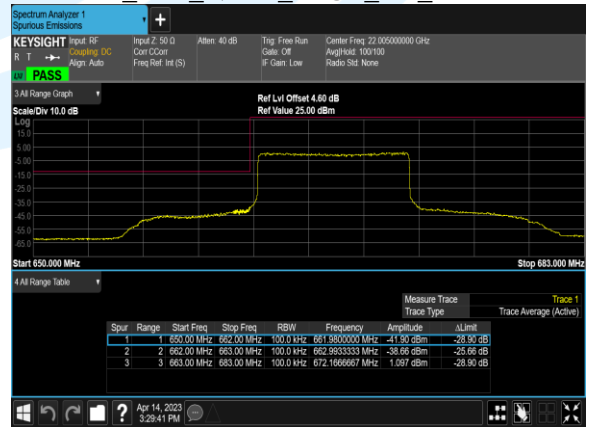 Spectrum Analyzer 1
Spurious Emissions
KEYSIGHT Input: RF Input Z: 50 Ω Atten: 40 dB Trig: Free Run Center Freq: 22.005000000 GHz
R T Coupling: DC Corr CCorr Gate: Off Avg|Hold: 100/100
Align: Auto Freq Ref: Int (S) IF Gain: Low Radio Std: None
PASS
3 All Range Graph
Ref Lvl Offset 4.60 dB
Scale/Div 10.0 dB Ref Value 25.00 dBm
Log
15.0
5.00
-5.00
-15.0
-25.0
-35.0
-45.0
-55.0
-65.0
Start 650.000 MHz Stop 683.000 MHz
4 All Range Table
Measure Trace Trace 1
Trace Type Trace Average (Active)
Spur Range Start Freq Stop Freq RBW Frequency Amplitude ΔLimit
1 1 650.00 MHz 662.00 MHz 100.0 kHz 661.9800000 MHz -41.90 dBm -28.90 dB
2 2 662.00 MHz 663.00 MHz 100.0 kHz 662.9933333 MHz -38.66 dBm -25.66 dB
3 3 663.00 MHz 683.00 MHz 100.0 kHz 672.1666667 MHz 1.097 dBm -28.90 dB
? Apr 14, 2023
3:29:41 PM